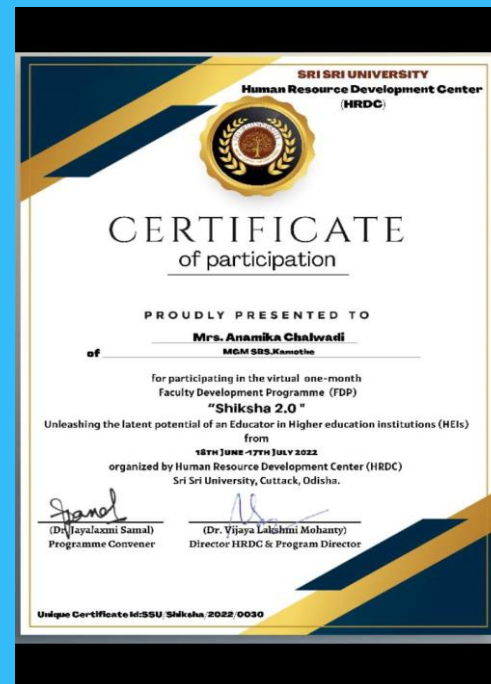 SRI SRI UNIVERSITY
Human Resource Development Center
(HRDC)
CERTIFICATE
of participation
PROUDLY PRESENTED TO
Mrs. Anamika Chalwadi
of MGM SBS.Kamothe
for participating in the virtual one-month
Faculty Development Programme (FDP)
"Shiksha 2.0 "
Unleashing the latent potential of an Educator in Higher education institutions (HEIs)
from
18TH JUNE -17TH JULY 2022
organized by Human Resource Development Center (HRDC)
Sri Sri University, Cuttack, Odisha.
(Dr. Jayalaxmi Samal) (Dr. Vijaya Lakshmi Mohanty)
Programme Convener Director HRDC & Program Director
Unique Certificate Id:SSU/Shiksha/2022/0030